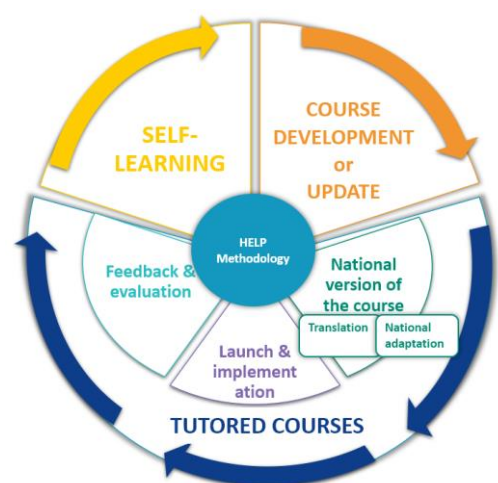 SELF-
LEARNING
COURSE
DEVELOPMENT
or
UPDATE
HELP
Methodology
Feedback &
evaluation
National
version of
the course
Translation
National
adaptation
Launch &
implement
ation
TUTORED COURSES